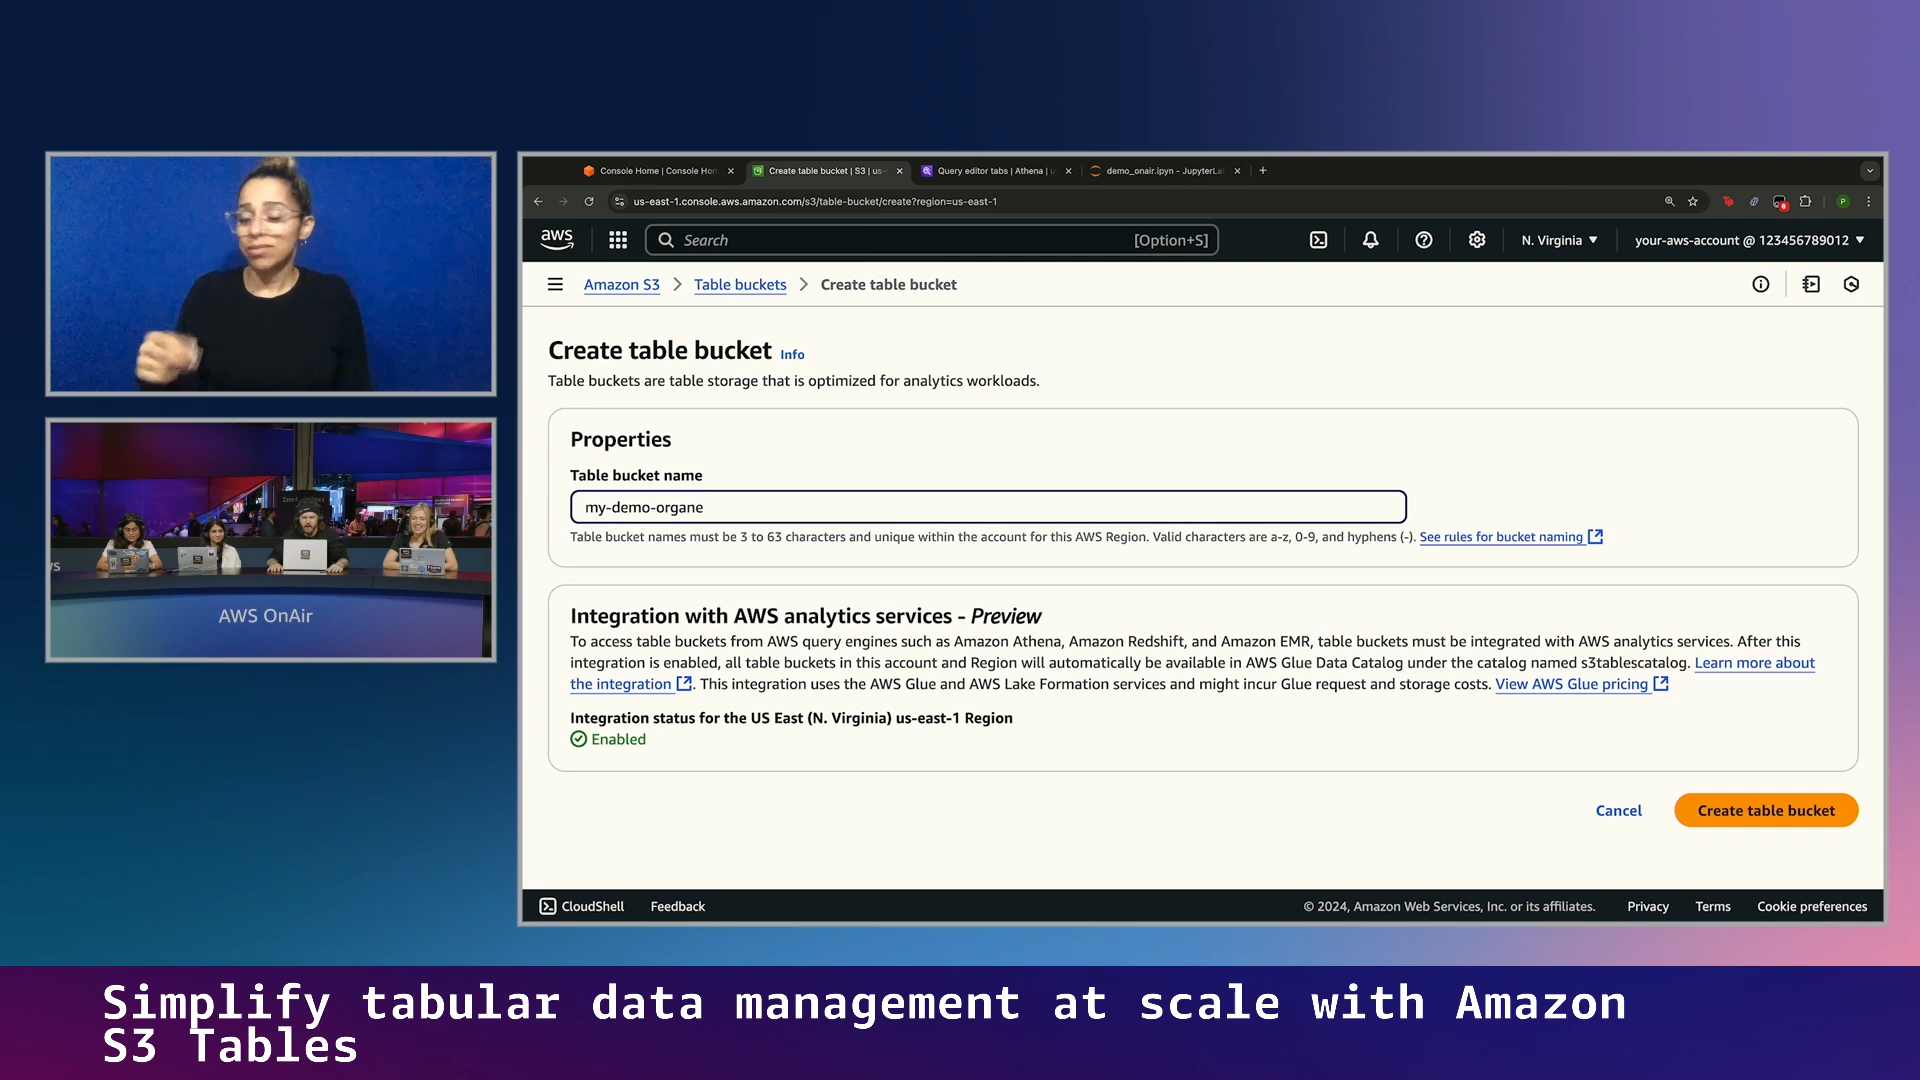 Console Home | Console Hom
Create table bucket | S3 | us-
Query editor tabs | Athena | u
demo_onair.ipyn - JupyterLa
us-east-1.console.aws.amazon.com/s3/table-bucket/create?region=us-east-1
aws
Search
[Option+S]
N. Virginia
your-aws-account @ 123456789012
Amazon S3
Table buckets
Create table bucket
Create table bucket Info
Table buckets are table storage that is optimized for analytics workloads.
Properties
Table bucket name
my-demo-organe
Table bucket names must be 3 to 63 characters and unique within the account for this AWS Region. Valid characters are a-z, 0-9, and hyphens (-). See rules for bucket naming
Integration with AWS analytics services - Preview
To access table buckets from AWS query engines such as Amazon Athena, Amazon Redshift, and Amazon EMR, table buckets must be integrated with AWS analytics services. After this
integration is enabled, all table buckets in this account and Region will automatically be available in AWS Glue Data Catalog under the catalog named s3tablescatalog. Learn more about
the integration. This integration uses the AWS Glue and AWS Lake Formation services and might incur Glue request and storage costs. View AWS Glue pricing
Integration status for the US East (N. Virginia) us-east-1 Region
Enabled
Cancel
Create table bucket
CloudShell
Feedback
© 2024, Amazon Web Services, Inc. or its affiliates.
Privacy
Terms
Cookie preferences
AWS OnAir
Simplify tabular data management at scale with Amazon
S3 Tables